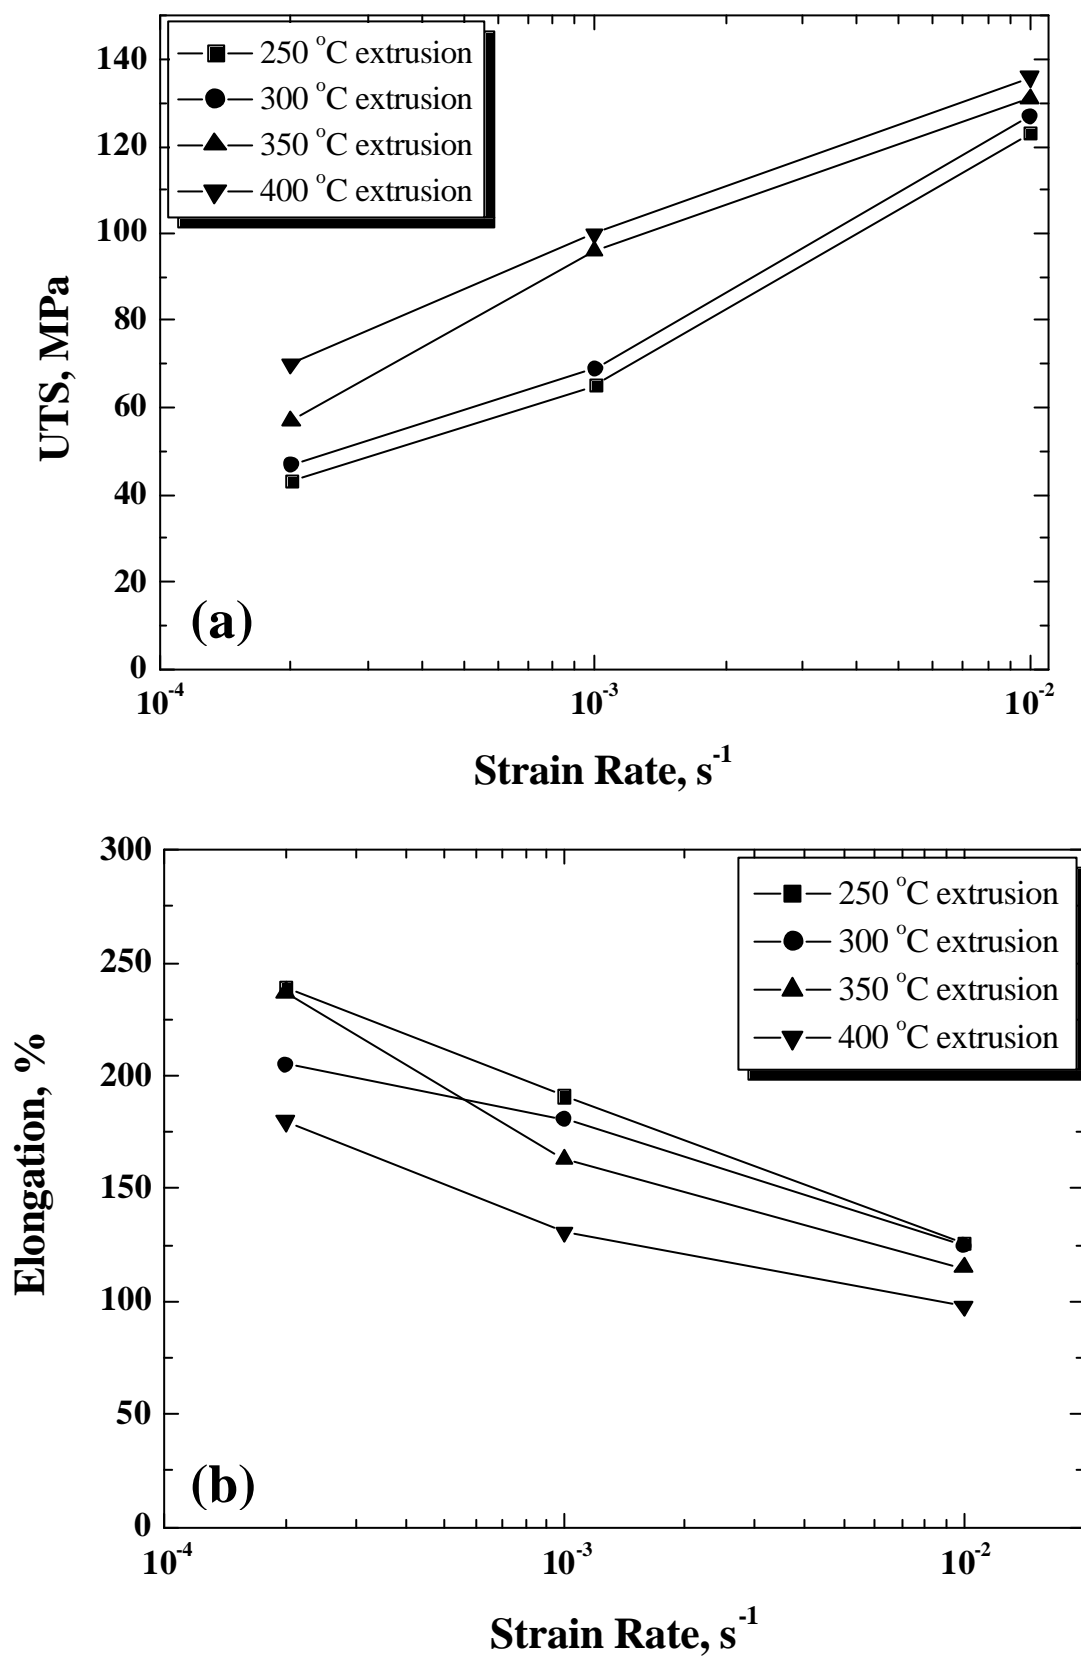 140
120
100
80
60
40
20
0
UTS, MPa
250 °C extrusion
300 °C extrusion
350 °C extrusion
400 °C extrusion
(a)
10⁻⁴
10⁻³
10⁻²
Strain Rate, s⁻¹
300
250
200
150
100
50
0
Elongation, %
250 °C extrusion
300 °C extrusion
350 °C extrusion
400 °C extrusion
(b)
10⁻⁴
10⁻³
10⁻²
Strain Rate, s⁻¹